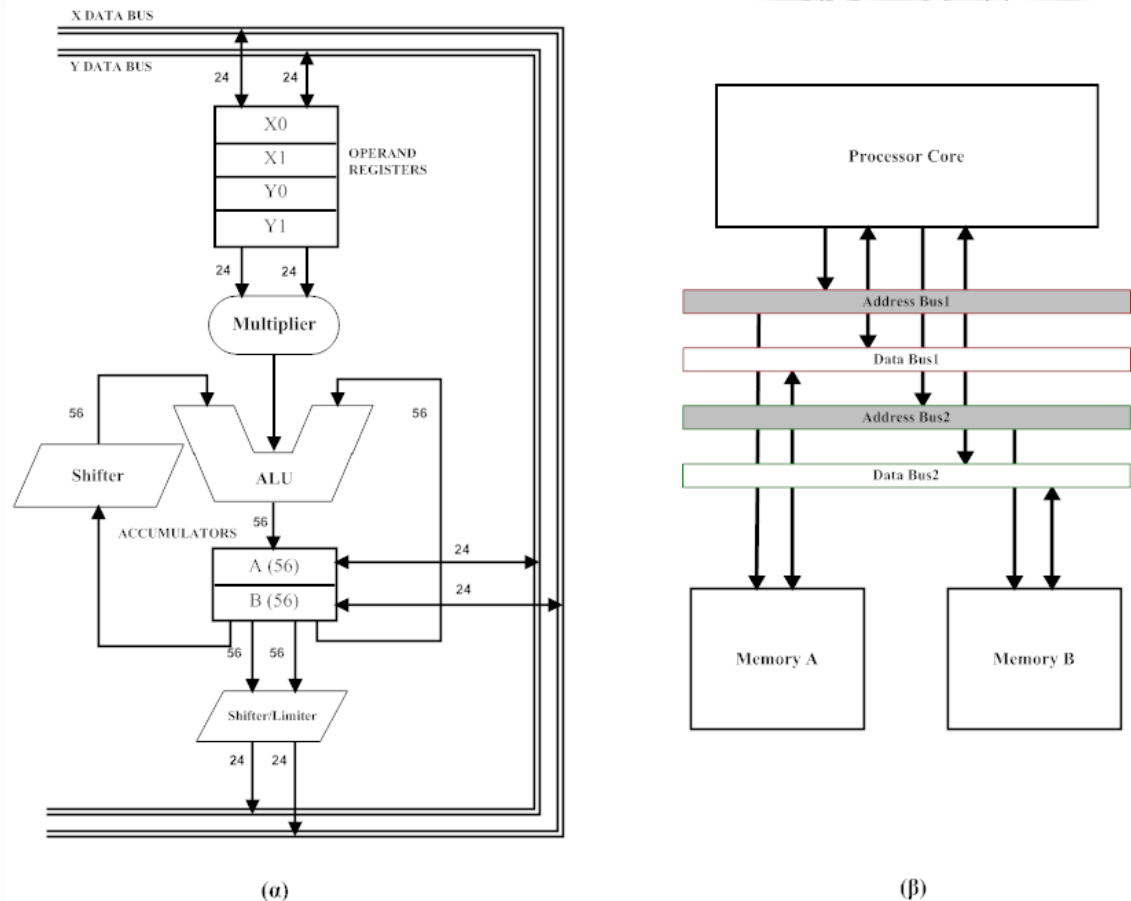 X DATA BUS
Y DATA BUS
24
24
X0
X1
Y0
Y1
OPERAND
REGISTERS
24
24
Multiplier
56
56
Shifter
ALU
ACCUMULATORS
56
A (56)
B (56)
24
24
56
56
Shifter/Limiter
24
24
(α)
Processor Core
Address Bus1
Data Bus1
Address Bus2
Data Bus2
Memory A
Memory B
(β)